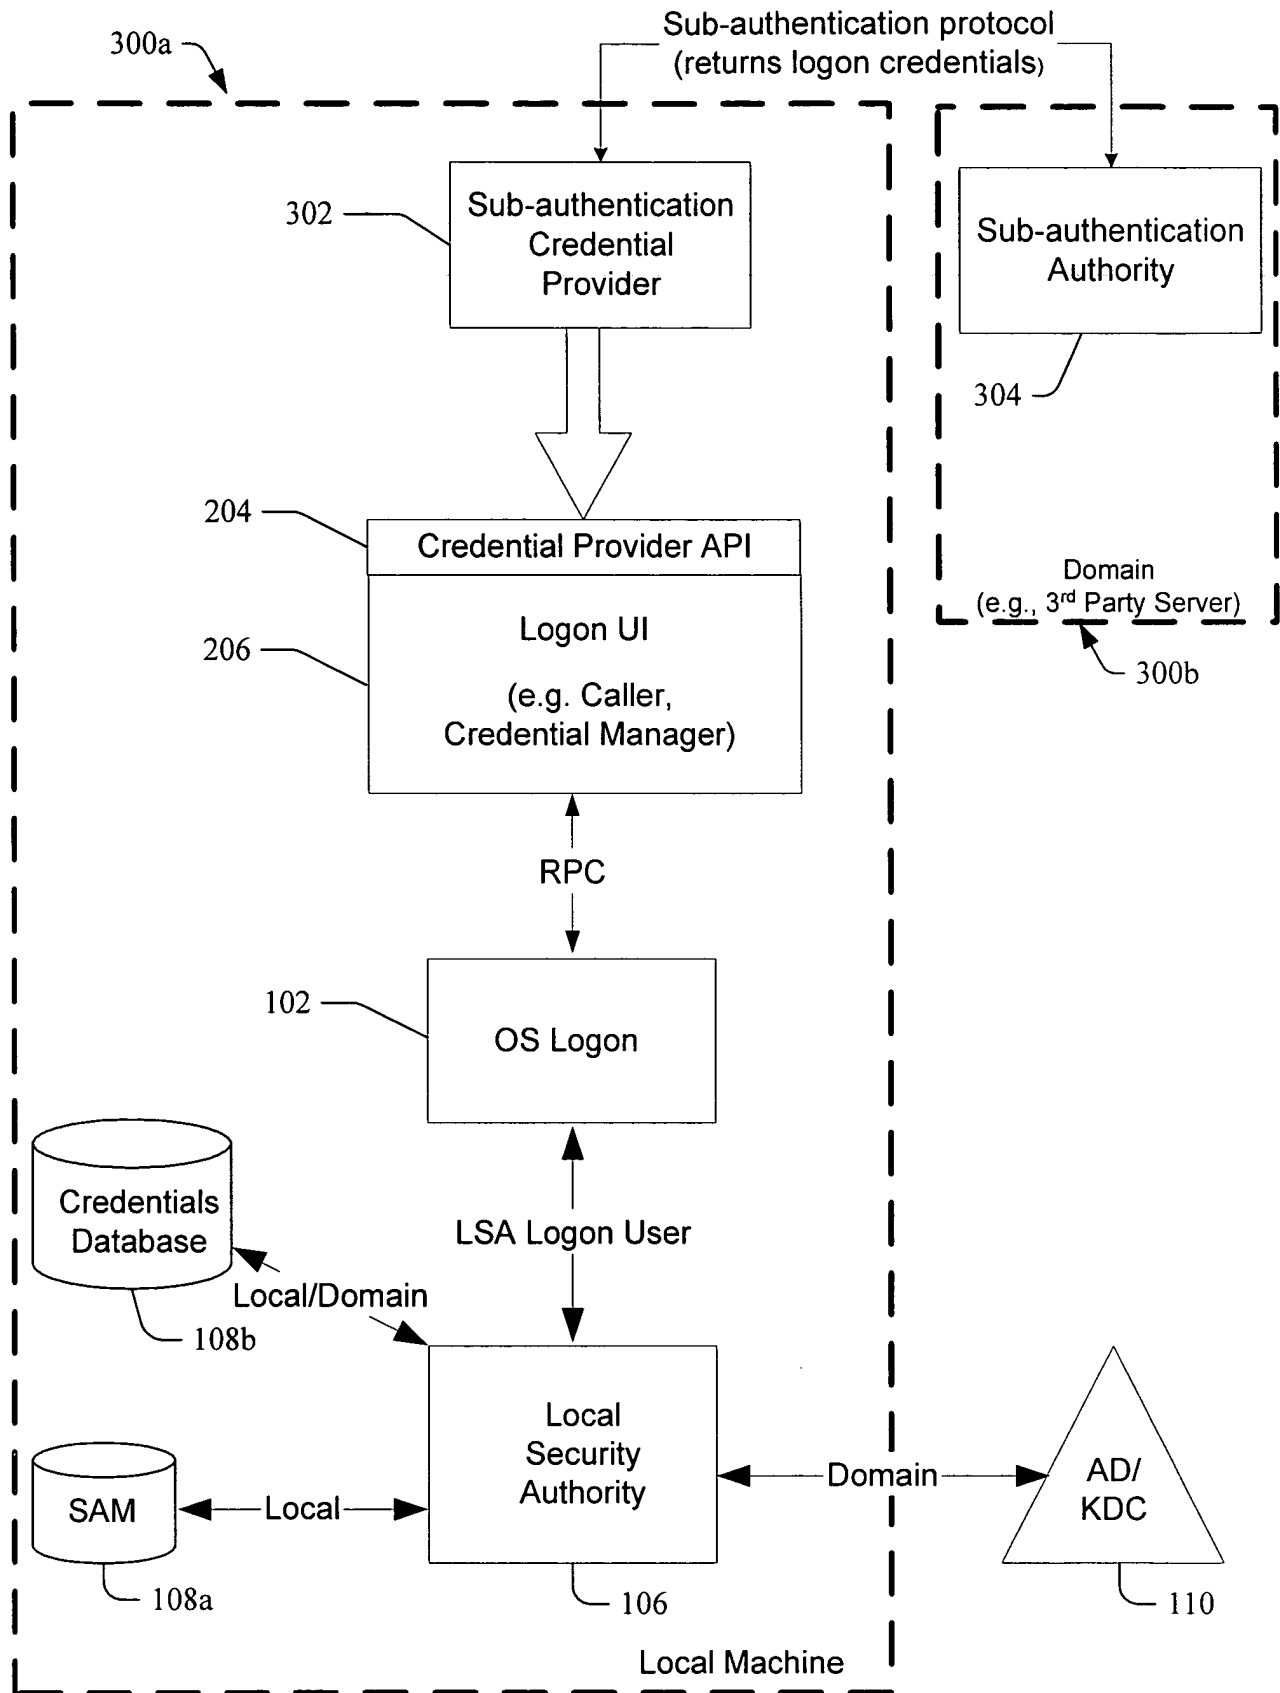 Sub-authentication protocol
(returns logon credentials)
300a
302
Sub-authentication
Credential
Provider
Sub-authentication
Authority
304
204
Credential Provider API
Domain
(e.g., 3rd Party Server)
300b
206
Logon UI
(e.g. Caller,
Credential Manager)
RPC
102
OS Logon
Credentials
Database
LSA Logon User
Local/Domain
108b
Local
Security
Authority
Domain
AD/
KDC
SAM
Local
108a
106
110
Local Machine